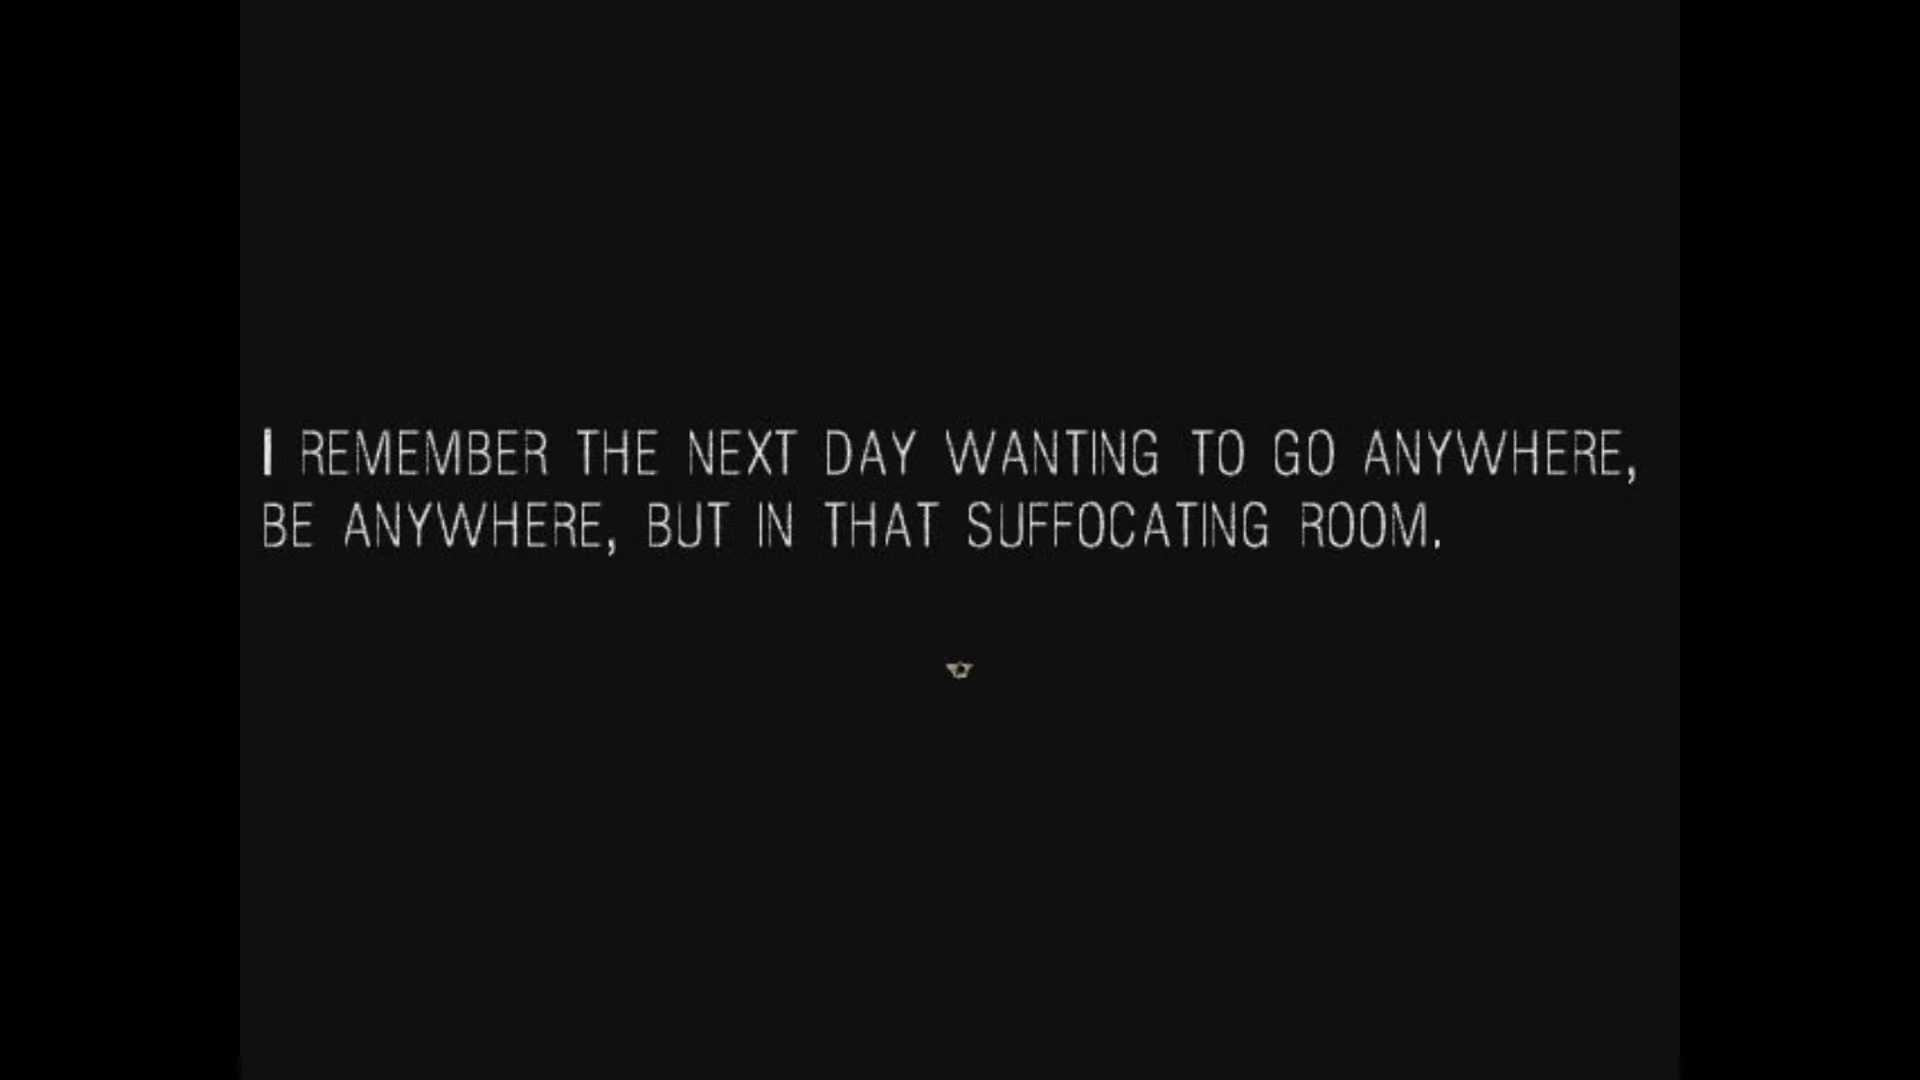 I REMEMBER THE NEXT DAY WANTING TO GO ANYWHERE,
BE ANYWHERE, BUT IN THAT SUFFOCATING ROOM.